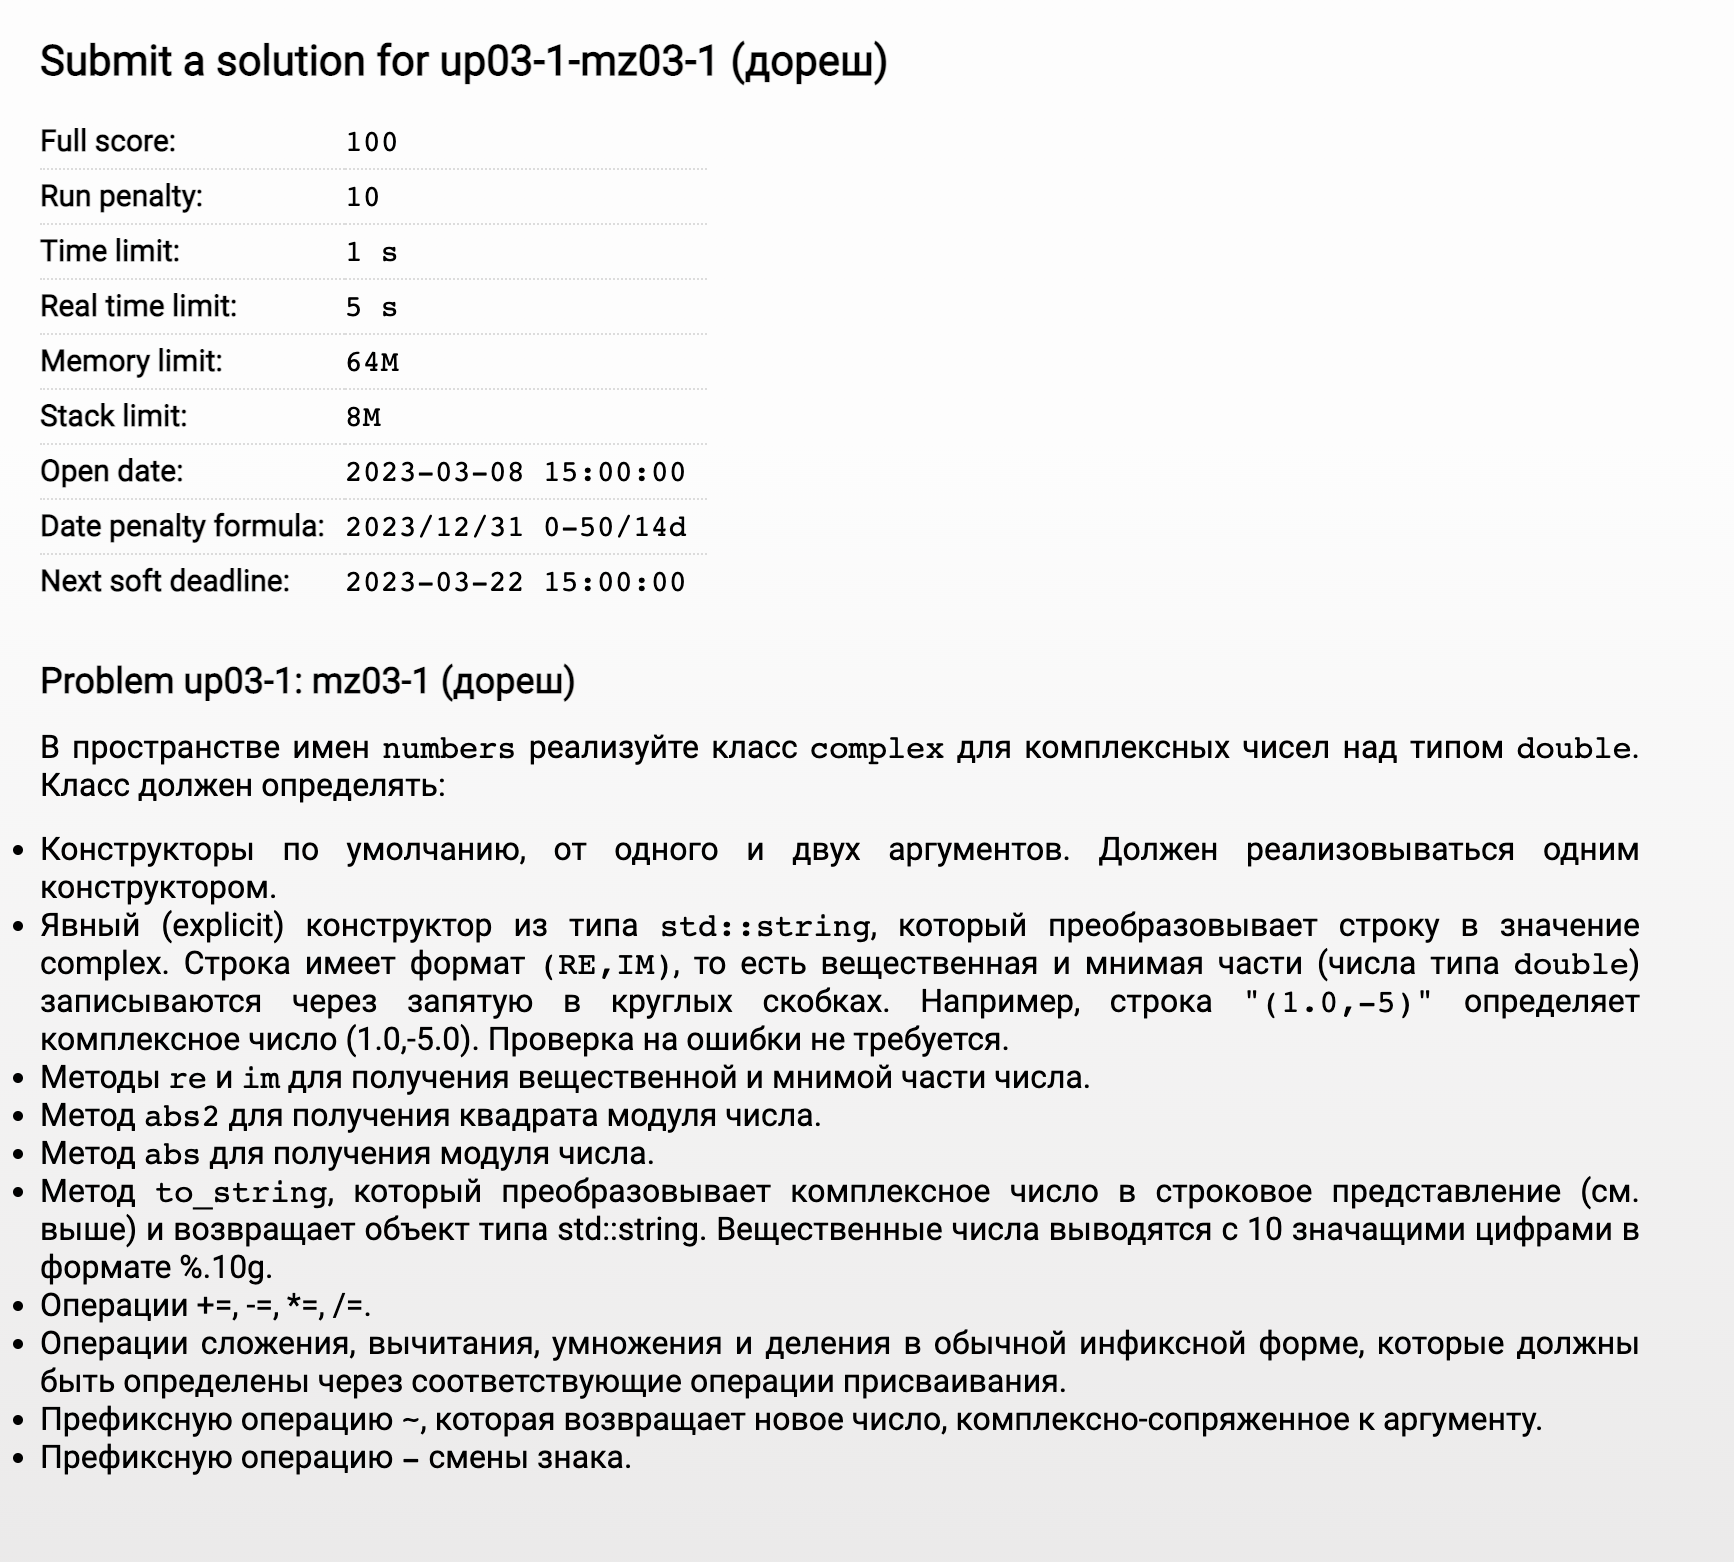 Submit a solution for up03-1-mz03-1 (дореш)
Full score: 100
Run penalty: 10
Time limit: 1 s
Real time limit: 5 s
Memory limit: 64M
Stack limit: 8M
Open date: 2023-03-08 15:00:00
Date penalty formula: 2023/12/31 0-50/14d
Next soft deadline: 2023-03-22 15:00:00
Problem up03-1: mz03-1 (дореш)
В пространстве имен numbers реализуйте класс complex для комплексных чисел над типом double.
Класс должен определять:
• Конструкторы по умолчанию, от одного и двух аргументов. Должен реализовываться одним
конструктором.
• Явный (explicit) конструктор из типа std::string, который преобразовывает строку в значение
complex. Строка имеет формат (RE,IM), то есть вещественная и мнимая части (числа типа double)
записываются через запятую в круглых скобках. Например, строка "(1.0,-5)" определяет
комплексное число (1.0,-5.0). Проверка на ошибки не требуется.
• Методы re и im для получения вещественной и мнимой части числа.
• Метод abs2 для получения квадрата модуля числа.
• Метод abs для получения модуля числа.
• Метод to_string, который преобразовывает комплексное число в строковое представление (см.
выше) и возвращает объект типа std::string. Вещественные числа выводятся с 10 значащими цифрами в
формате %.10g.
• Операции +=, -=, *=, /=.
• Операции сложения, вычитания, умножения и деления в обычной инфиксной форме, которые должны
быть определены через соответствующие операции присваивания.
• Префиксную операцию ~, которая возвращает новое число, комплексно-сопряженное к аргументу.
• Префиксную операцию – смены знака.